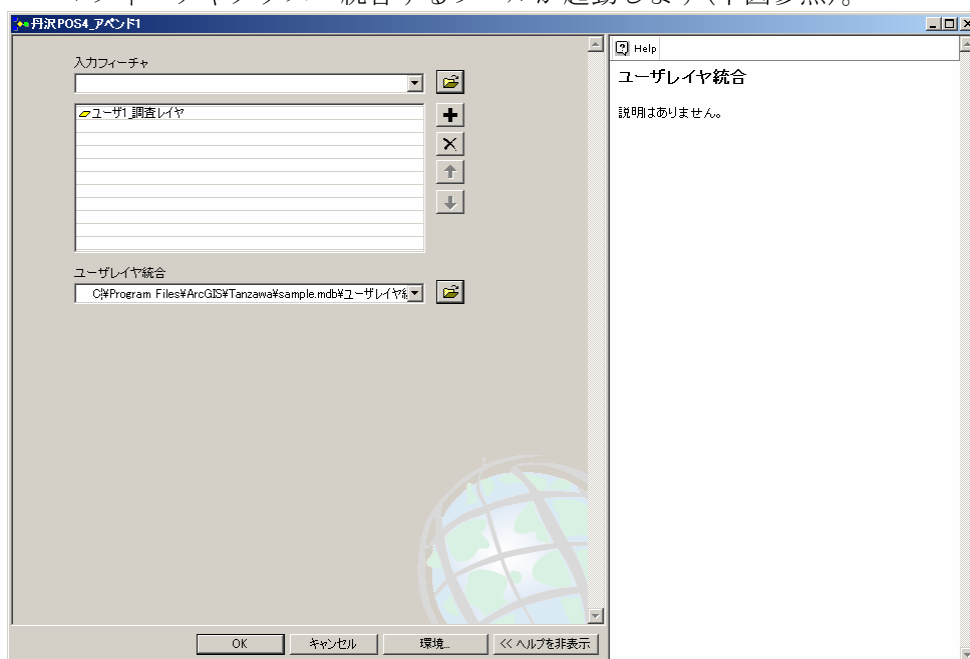 丹沢POS4_アペンド1
Help
入力フィーチャ
ユーザレイヤ統合
ユーザ1_調査レイヤ
説明はありません。
ユーザレイヤ統合
C:¥Program Files¥ArcGIS¥Tanzawa¥sample.mdb¥ユーザレイヤ
OK
キャンセル
環境...
<< ヘルプを非表示